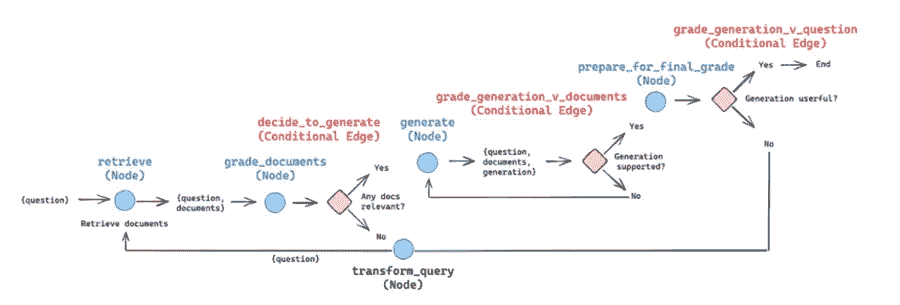 grade_generation_v_question
(Conditional Edge)
Yes
End
prepare_for_final_grade
(Node)
Generation userful?
No
grade_generation_v_documents
(Conditional Edge)
Yes
Generation
supported?
No
generate
(Node)
{question,
documents,
generation}
decide_to_generate
(Conditional Edge)
Yes
Any docs
relevant?
No
grade_documents
(Node)
retrieve
(Node)
{question}
{question,
documents}
Retrieve documents
{question}
transform_query
(Node)